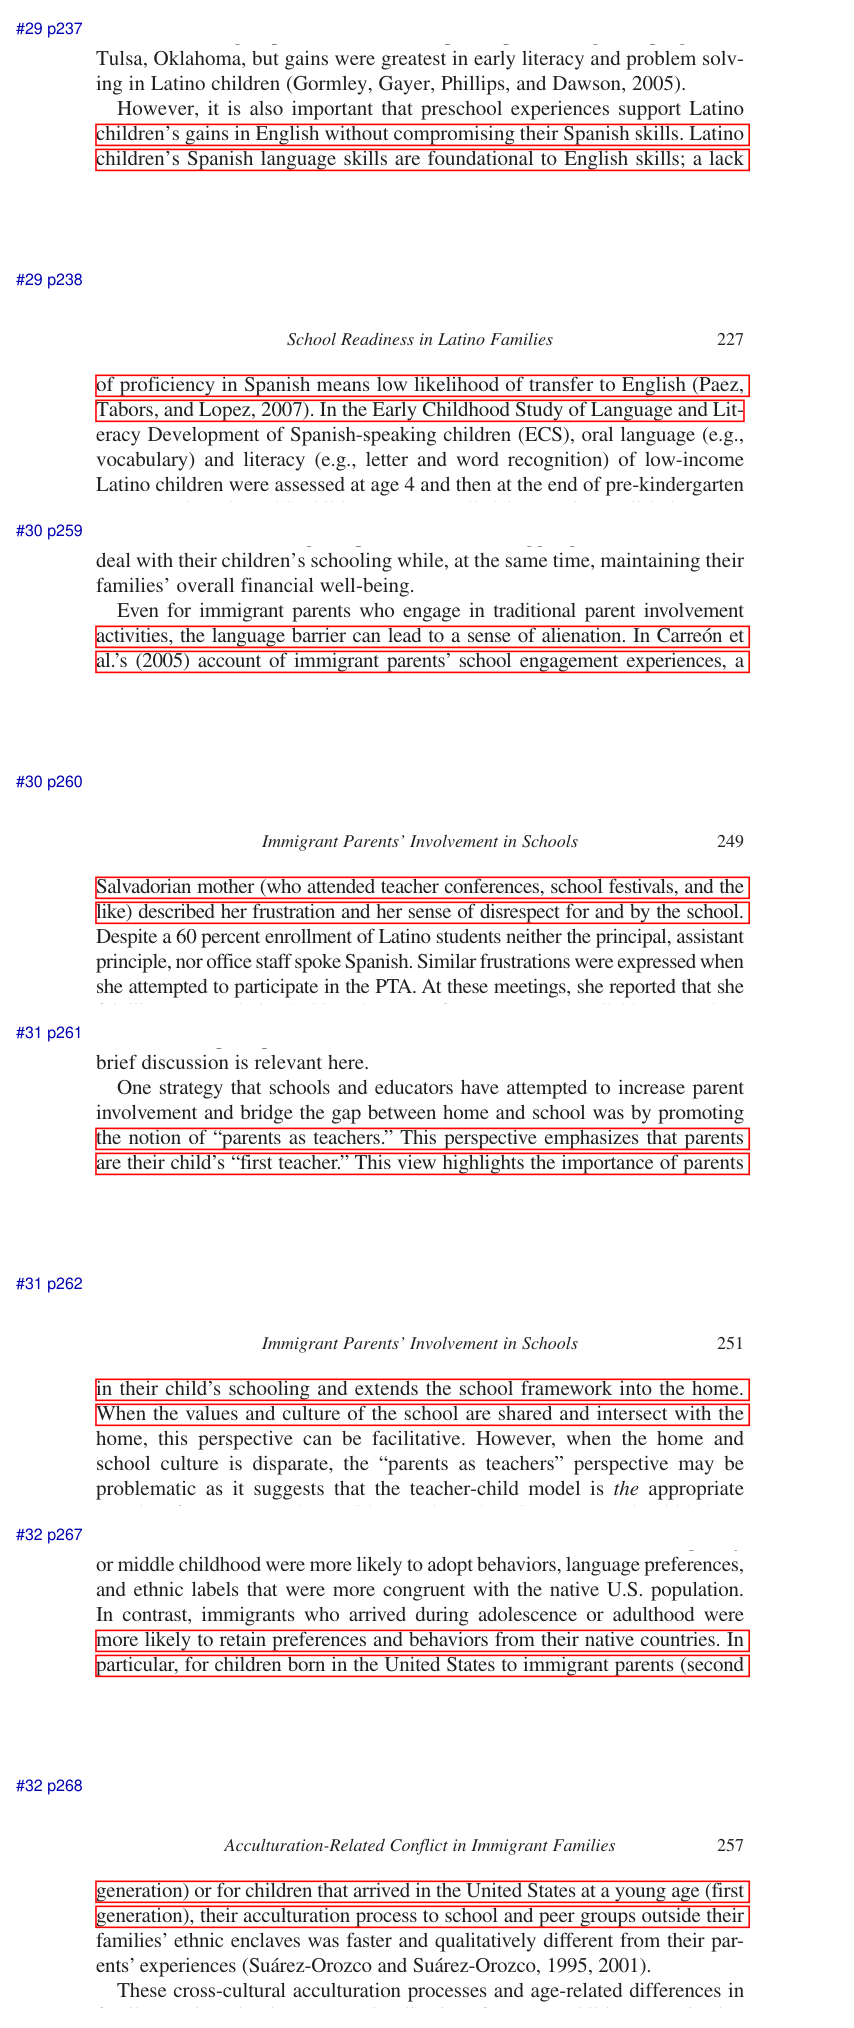 #29 p237
Tulsa, Oklahoma, but gains were greatest in early literacy and problem solv-
ing in Latino children (Gormley, Gayer, Phillips, and Dawson, 2005).
However, it is also important that preschool experiences support Latino
children's gains in English without compromising their Spanish skills. Latino
children's Spanish language skills are foundational to English skills; a lack
#29 p238
School Readiness in Latino Families 227
of proficiency in Spanish means low likelihood of transfer to English (Paez,
Tabors, and Lopez, 2007). In the Early Childhood Study of Language and Lit-
eracy Development of Spanish-speaking children (ECS), oral language (e.g.,
vocabulary) and literacy (e.g., letter and word recognition) of low-income
Latino children were assessed at age 4 and then at the end of pre-kindergarten
#30 p259
deal with their children's schooling while, at the same time, maintaining their
families' overall financial well-being.
Even for immigrant parents who engage in traditional parent involvement
activities, the language barrier can lead to a sense of alienation. In Carreón et
al.'s (2005) account of immigrant parents' school engagement experiences, a
#30 p260
Immigrant Parents' Involvement in Schools 249
Salvadorian mother (who attended teacher conferences, school festivals, and the
like) described her frustration and her sense of disrespect for and by the school.
Despite a 60 percent enrollment of Latino students neither the principal, assistant
principle, nor office staff spoke Spanish. Similar frustrations were expressed when
she attempted to participate in the PTA. At these meetings, she reported that she
#31 p261
brief discussion is relevant here.
One strategy that schools and educators have attempted to increase parent
involvement and bridge the gap between home and school was by promoting
the notion of “parents as teachers.” This perspective emphasizes that parents
are their child's “first teacher.” This view highlights the importance of parents
#31 p262
Immigrant Parents' Involvement in Schools 251
in their child's schooling and extends the school framework into the home.
When the values and culture of the school are shared and intersect with the
home, this perspective can be facilitative. However, when the home and
school culture is disparate, the “parents as teachers” perspective may be
problematic as it suggests that the teacher-child model is the appropriate
#32 p267
or middle childhood were more likely to adopt behaviors, language preferences,
and ethnic labels that were more congruent with the native U.S. population.
In contrast, immigrants who arrived during adolescence or adulthood were
more likely to retain preferences and behaviors from their native countries. In
particular, for children born in the United States to immigrant parents (second
#32 p268
Acculturation-Related Conflict in Immigrant Families 257
generation) or for children that arrived in the United States at a young age (first
generation), their acculturation process to school and peer groups outside their
families' ethnic enclaves was faster and qualitatively different from their par-
ents' experiences (Suárez-Orozco and Suárez-Orozco, 1995, 2001).
These cross-cultural acculturation processes and age-related differences in